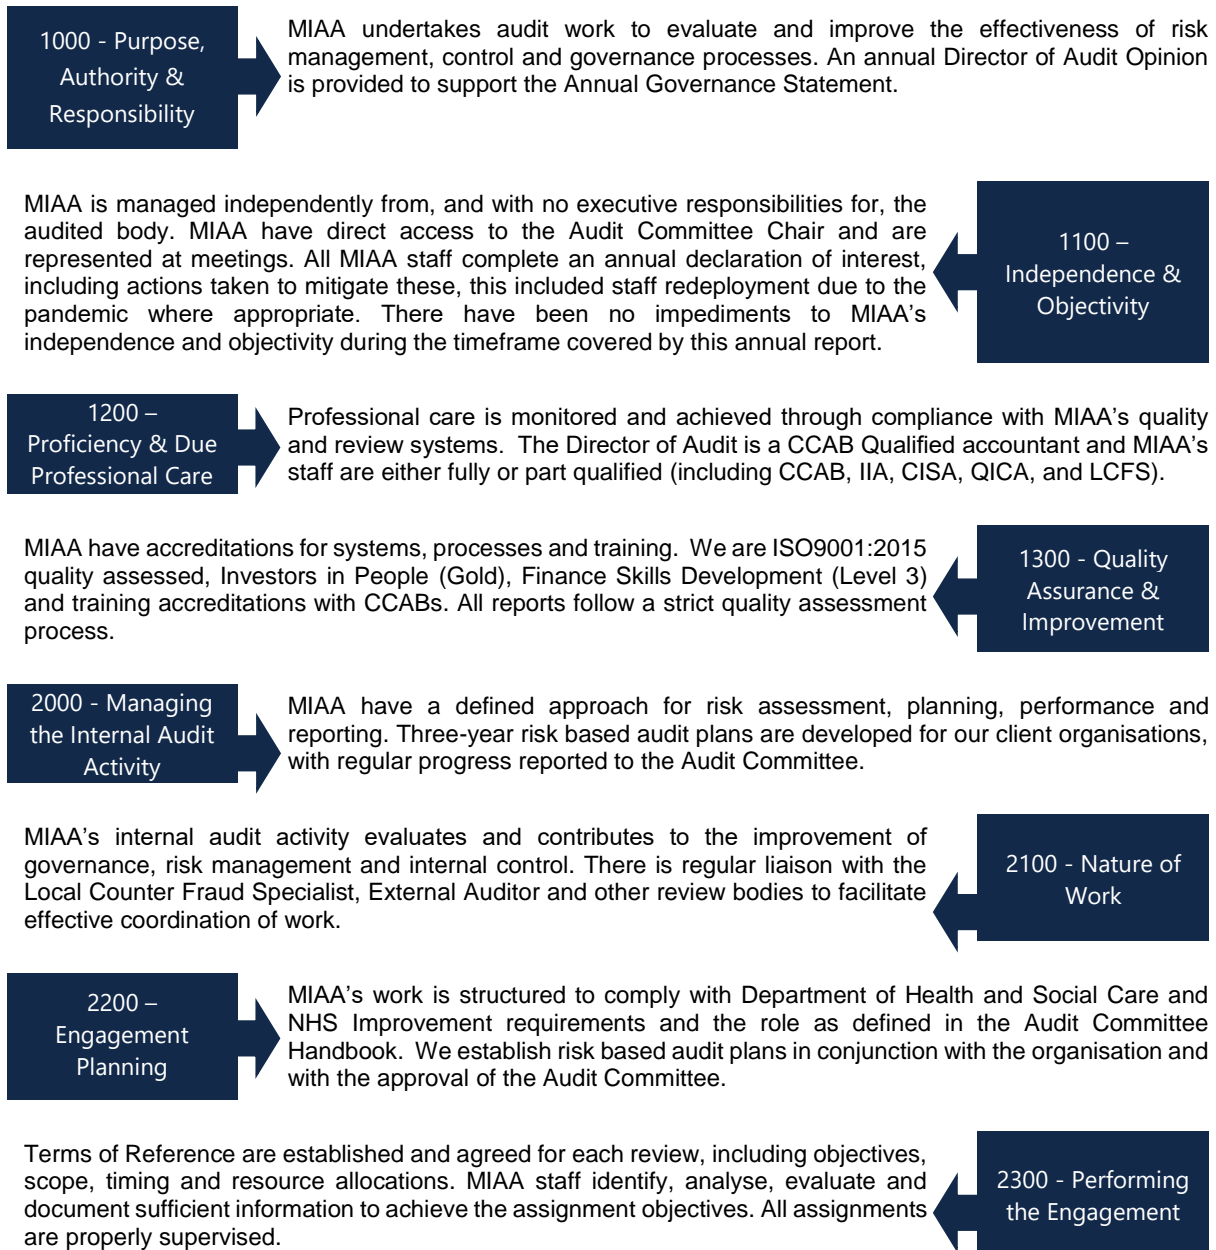 1000 - Purpose,
Authority &
Responsibility
MIAA undertakes audit work to evaluate and improve the effectiveness of risk
management, control and governance processes. An annual Director of Audit Opinion
is provided to support the Annual Governance Statement.
MIAA is managed independently from, and with no executive responsibilities for, the
audited body. MIAA have direct access to the Audit Committee Chair and are
represented at meetings. All MIAA staff complete an annual declaration of interest,
including actions taken to mitigate these, this included staff redeployment due to the
pandemic where appropriate. There have been no impediments to MIAA’s
independence and objectivity during the timeframe covered by this annual report.
1100 –
Independence &
Objectivity
1200 –
Proficiency & Due
Professional Care
Professional care is monitored and achieved through compliance with MIAA’s quality
and review systems.  The Director of Audit is a CCAB Qualified accountant and MIAA’s
staff are either fully or part qualified (including CCAB, IIA, CISA, QICA, and LCFS).
MIAA have accreditations for systems, processes and training.  We are ISO9001:2015
quality assessed, Investors in People (Gold), Finance Skills Development (Level 3)
and training accreditations with CCABs. All reports follow a strict quality assessment
process.
1300 - Quality
Assurance &
Improvement
2000 - Managing
the Internal Audit
Activity
MIAA have a defined approach for risk assessment, planning, performance and
reporting. Three-year risk based audit plans are developed for our client organisations,
with regular progress reported to the Audit Committee.
MIAA’s internal audit activity evaluates and contributes to the improvement of
governance, risk management and internal control. There is regular liaison with the
Local Counter Fraud Specialist, External Auditor and other review bodies to facilitate
effective coordination of work.
2100 - Nature of
Work
2200 –
Engagement
Planning
MIAA’s work is structured to comply with Department of Health and Social Care and
NHS Improvement requirements and the role as defined in the Audit Committee
Handbook.  We establish risk based audit plans in conjunction with the organisation and
with the approval of the Audit Committee.
Terms of Reference are established and agreed for each review, including objectives,
scope, timing and resource allocations. MIAA staff identify, analyse, evaluate and
document sufficient information to achieve the assignment objectives. All assignments
are properly supervised.
2300 - Performing
the Engagement